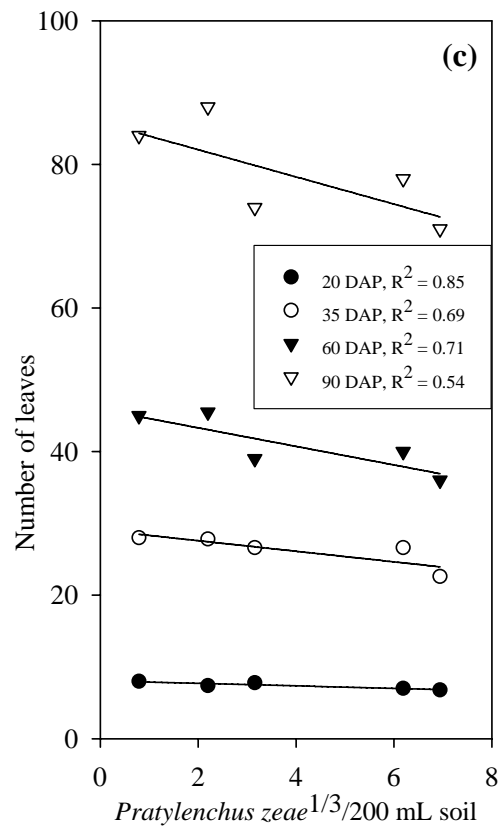 100
(c)
80
20 DAP, R² = 0.85
35 DAP, R² = 0.69
60
60 DAP, R² = 0.71
90 DAP, R² = 0.54
Number of leaves
40
20
0
0 2 4 6 8
Pratylenchus zeae^1/3/200 mL soil